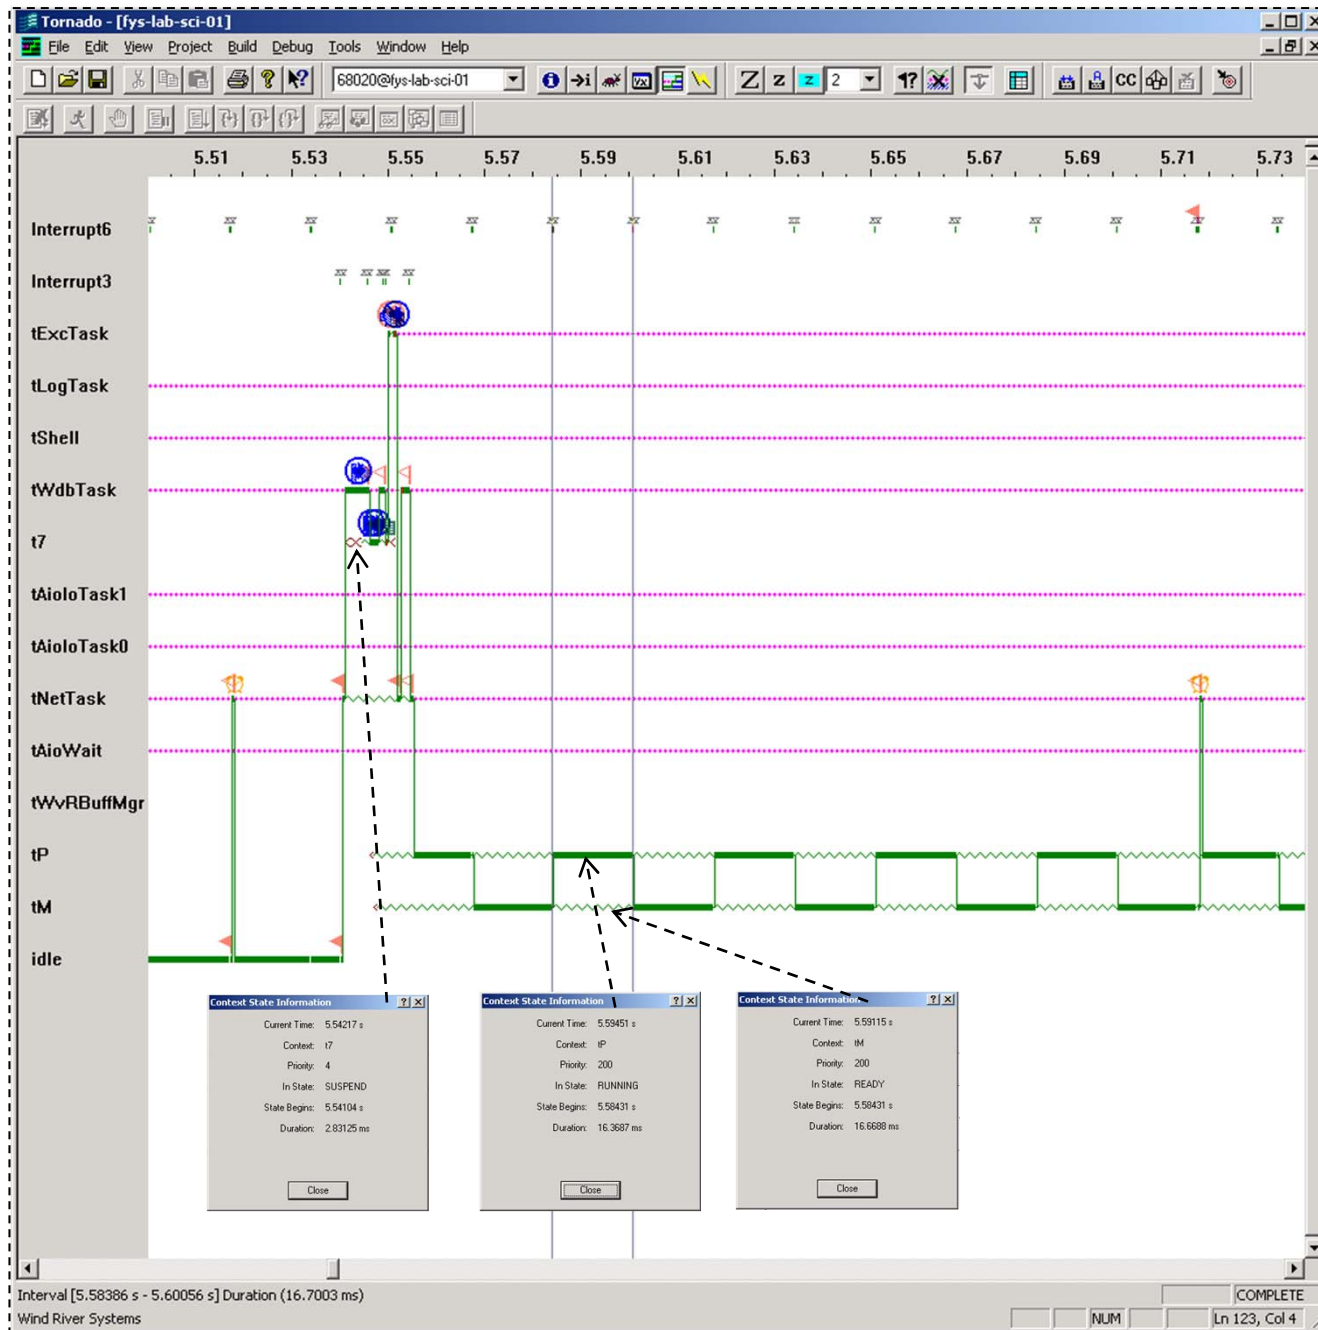 Tornado - [fys-lab-sci-01]
File Edit View Project Build Debug Tools Window Help
68020@fys-lab-sci-01 Z z z 2 CC
5.51 5.53 5.55 5.57 5.59 5.61 5.63 5.65 5.67 5.69 5.71 5.73
Interrupt6
Interrupt3
tExcTask
tLogTask
tShell
tWdbTask
t7
tAioIoTask1
tAioIoTask0
tNetTask
tAioWait
tWvRBuffMgr
tP
tM
idle
Context State Information
Current Time: 5.54217 s
Context: t7
Priority: 4
In State: SUSPEND
State Begins: 5.54104 s
Duration: 2.83125 ms
Close
Context State Information
Current Time: 5.59451 s
Context: tP
Priority: 200
In State: RUNNING
State Begins: 5.58431 s
Duration: 16.3687 ms
Close
Context State Information
Current Time: 5.59115 s
Context: tM
Priority: 200
In State: READY
State Begins: 5.58431 s
Duration: 16.6688 ms
Close
Interval [5.58386 s - 5.60056 s] Duration (16.7003 ms) COMPLETE
Wind River Systems NUM Ln 123, Col 4